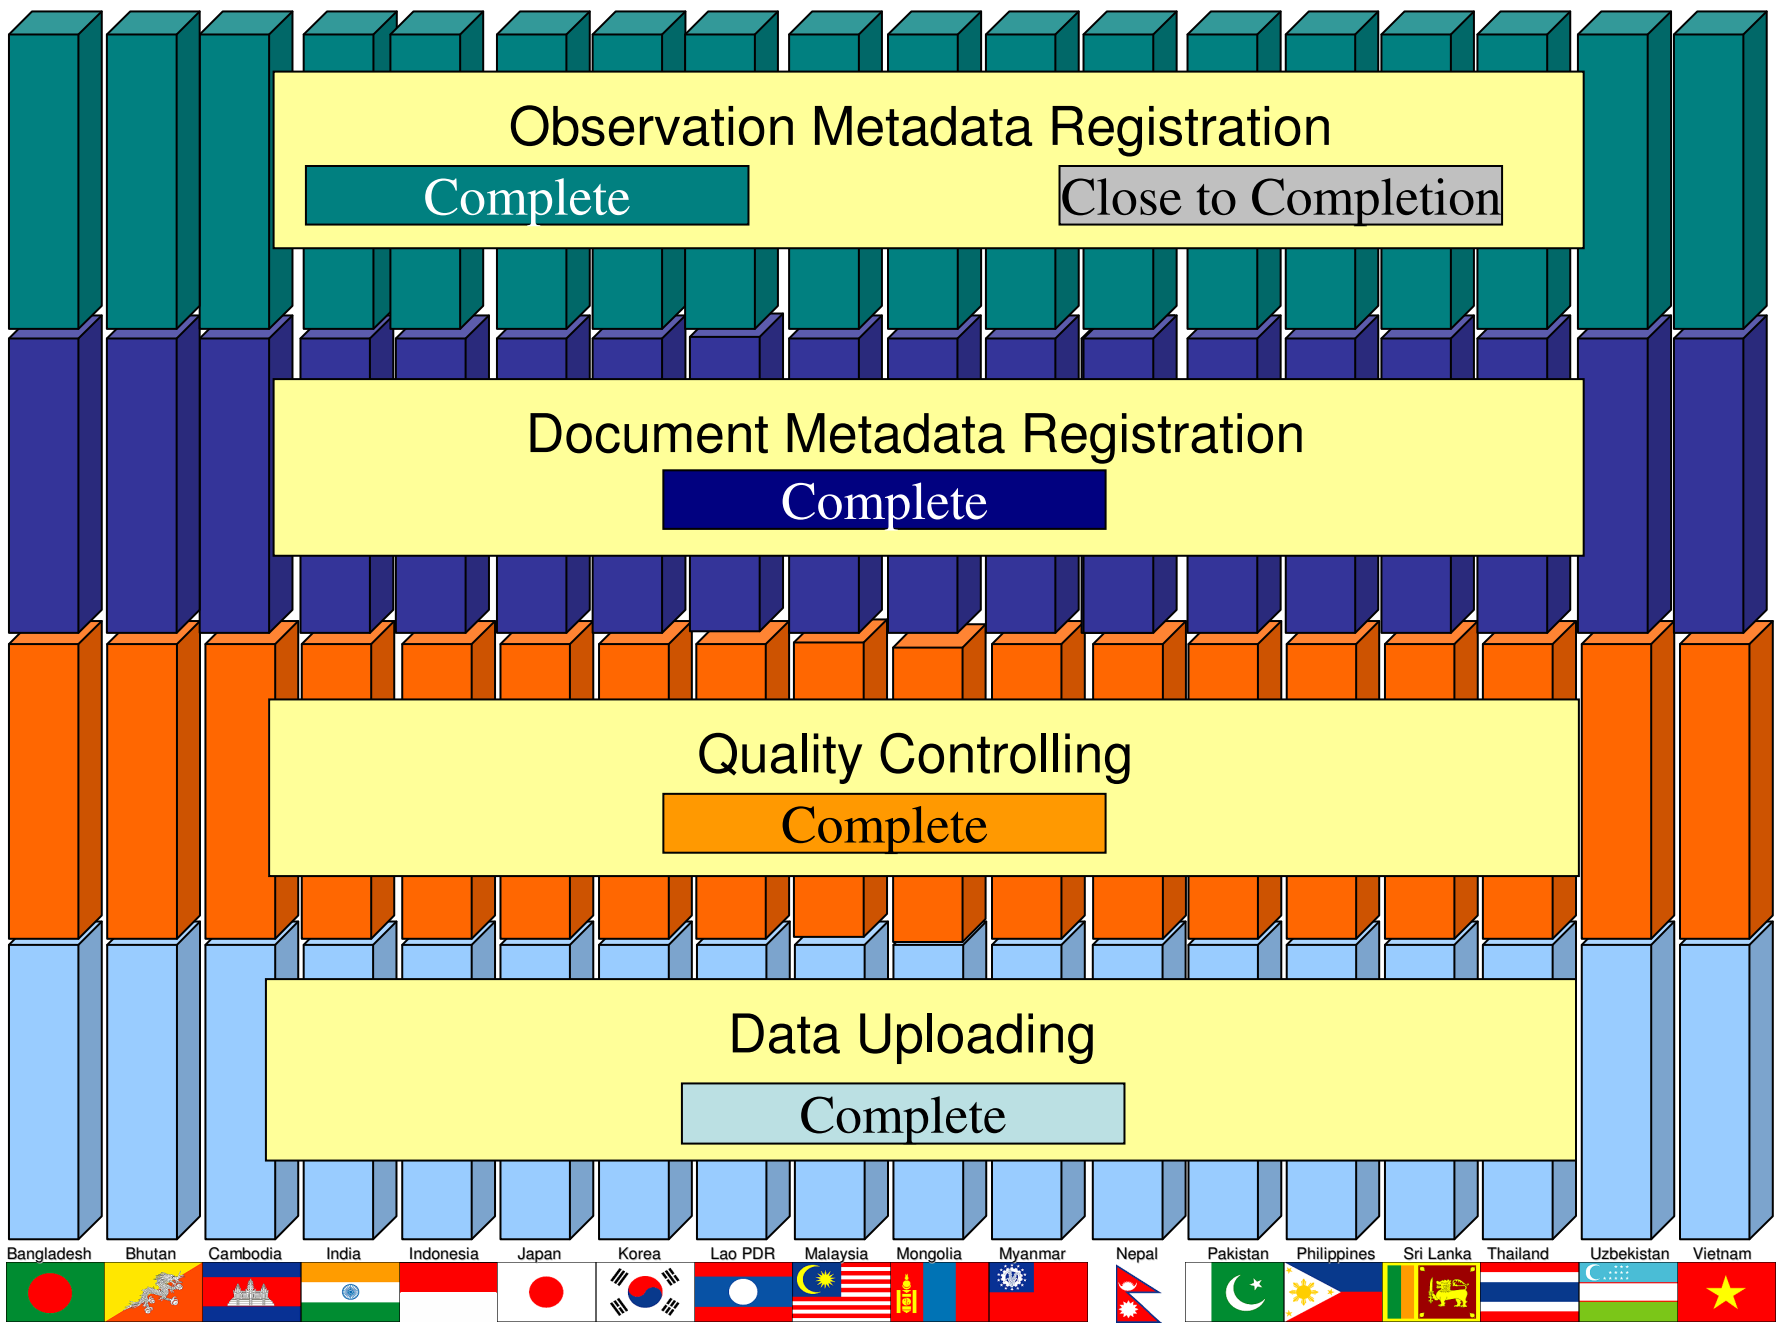 Observation Metadata Registration
Complete Close to Completion
Document Metadata Registration
Complete
Quality Controlling
Complete
Data Uploading
Complete
Bangladesh Bhutan Cambodia India Indonesia Japan Korea Lao PDR Malaysia Mongolia Myanmar Nepal Pakistan Philippines Sri Lanka Thailand Uzbekistan Vietnam